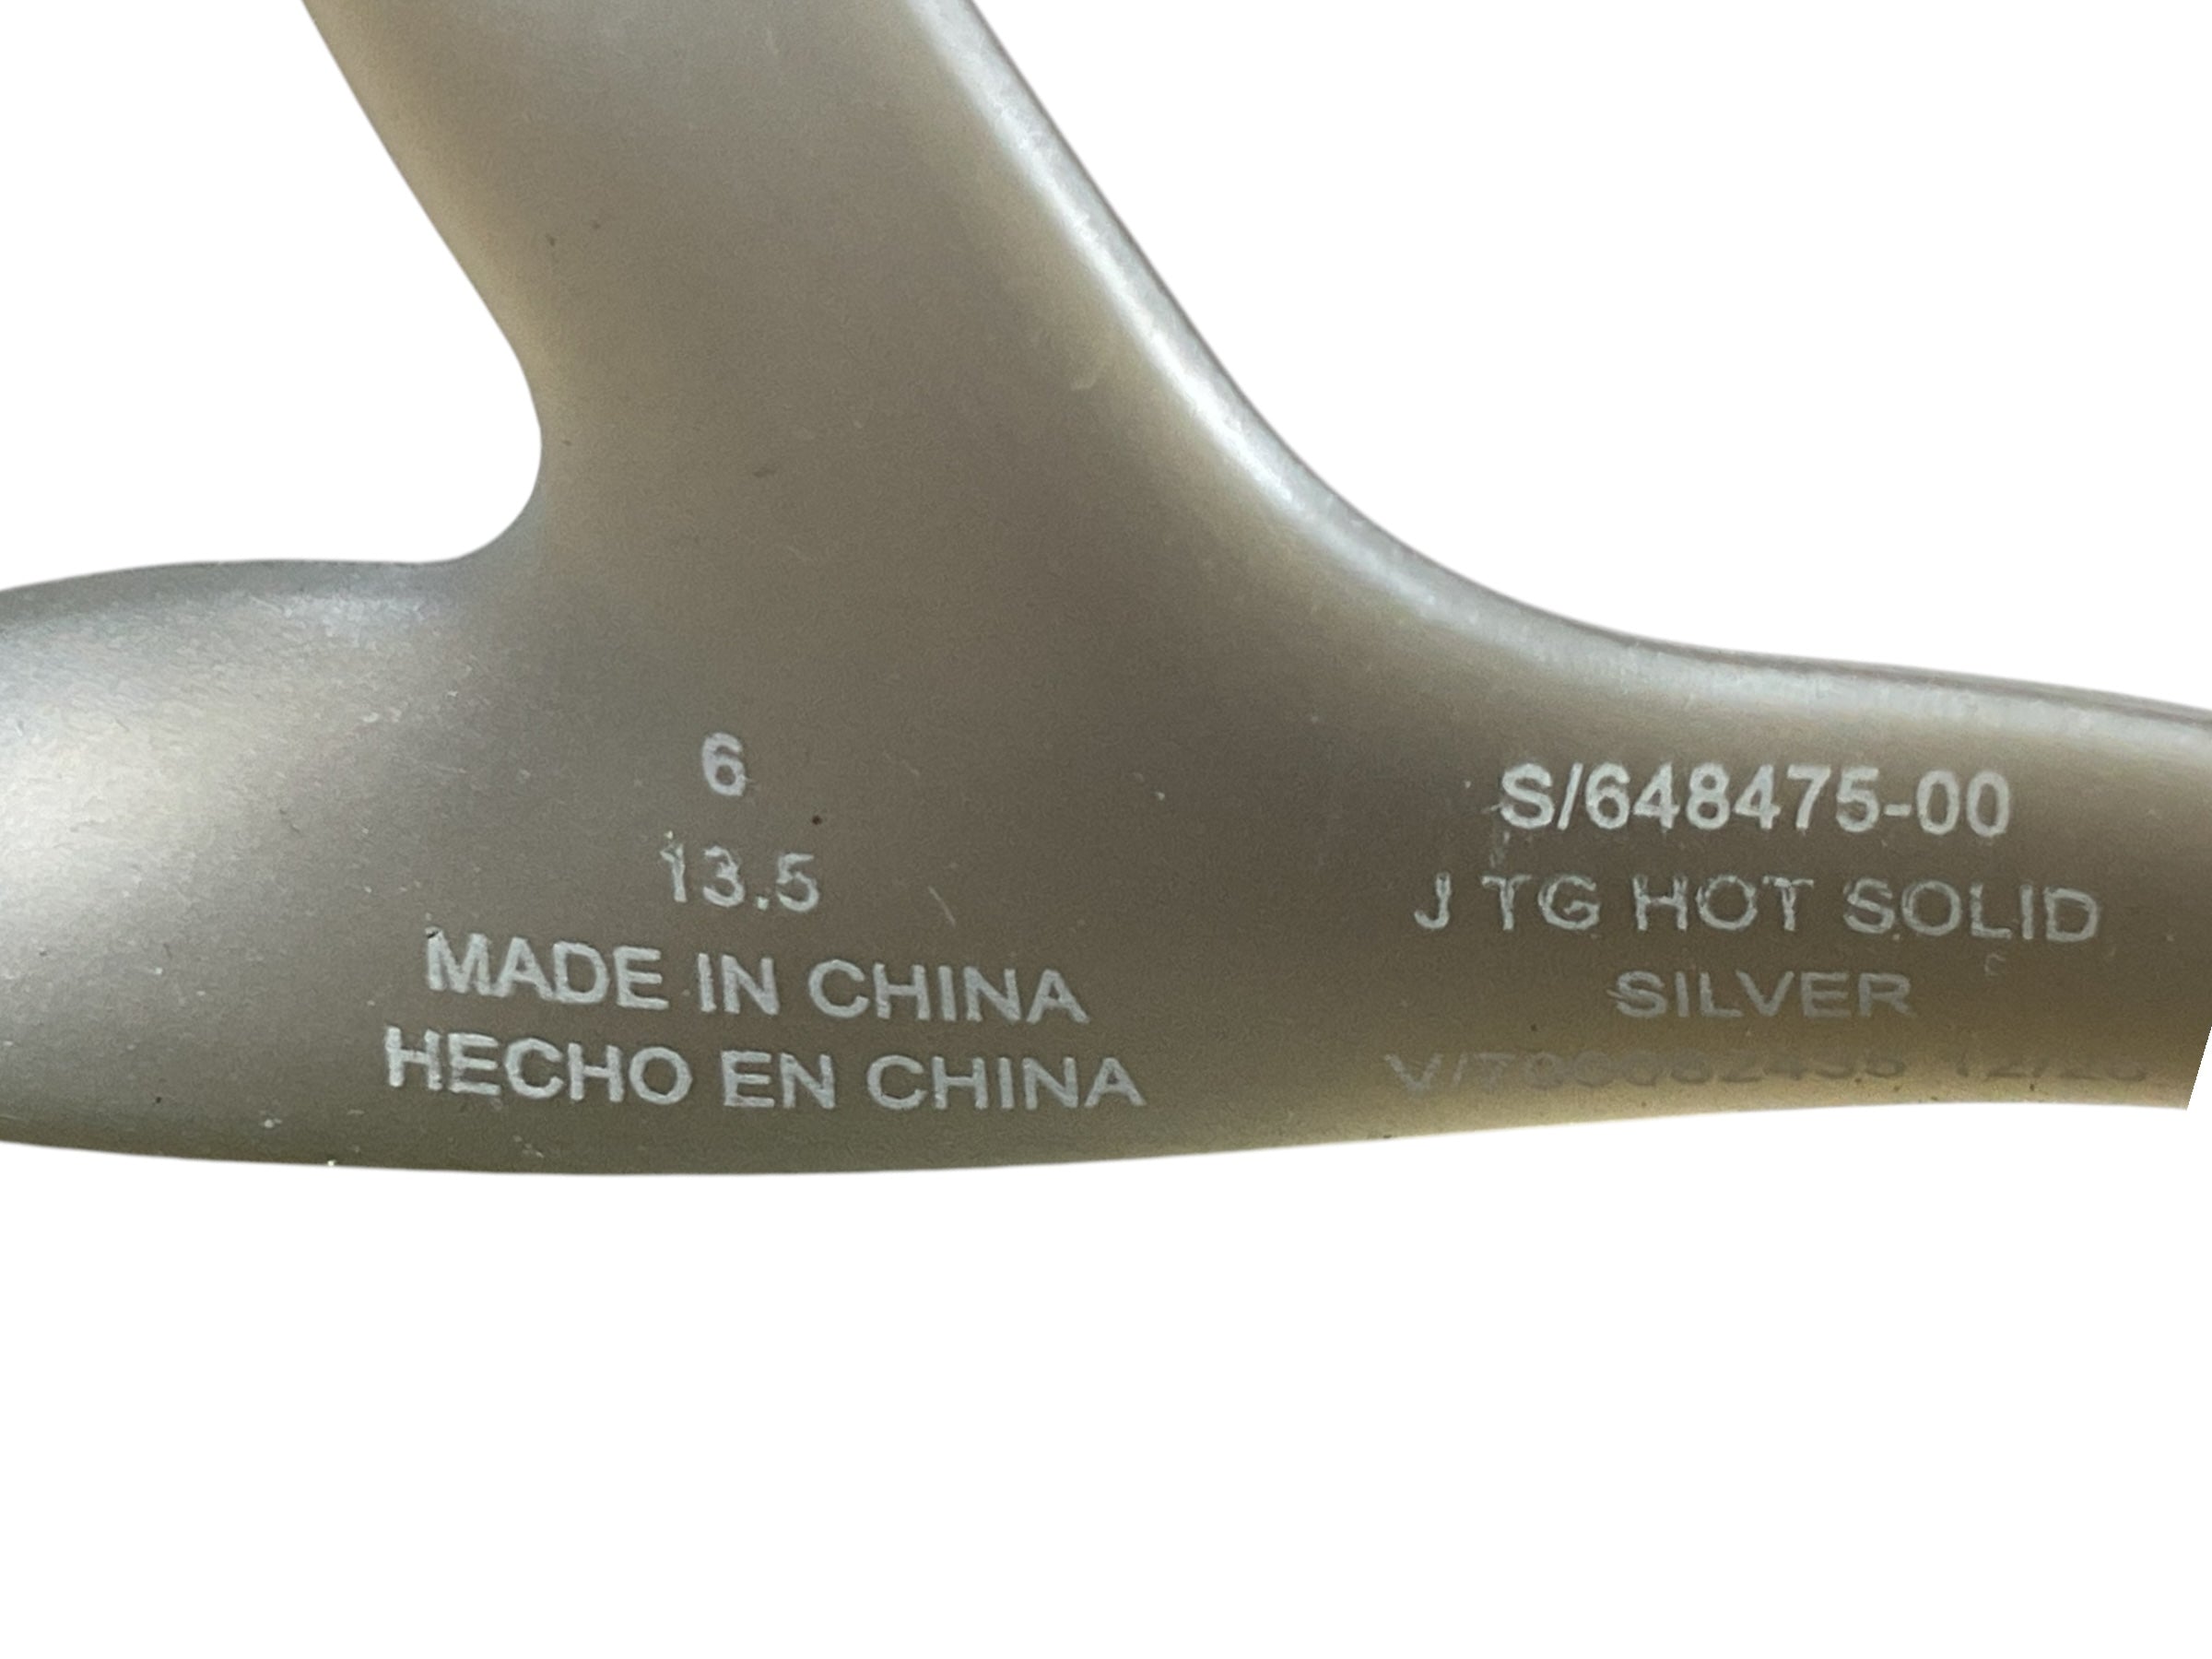 6
13.5
MADE IN CHINA
HECHO EN CHINA
S/648475-00
J TG HOT SOLID
SILVER